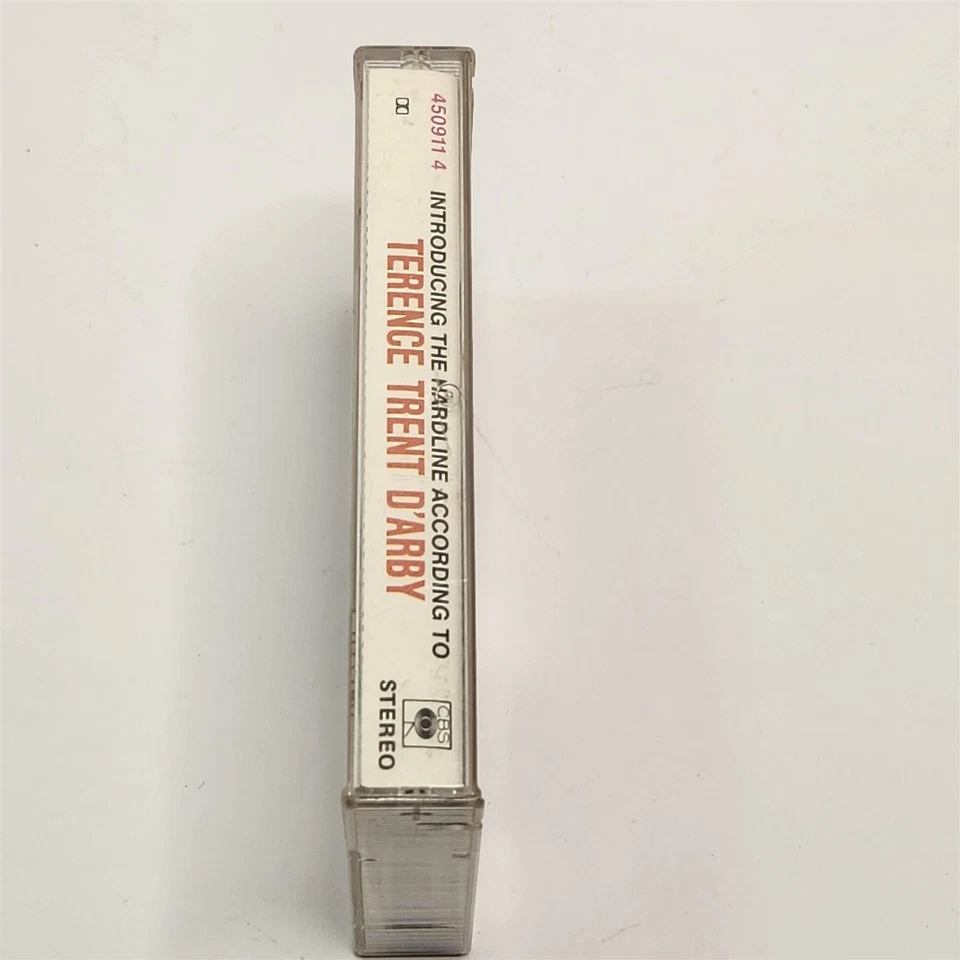 450911 4
INTRODUCING THE HARDLINE ACCORDING TO
TERENCE TRENT D'ARBY
CBS
STEREO